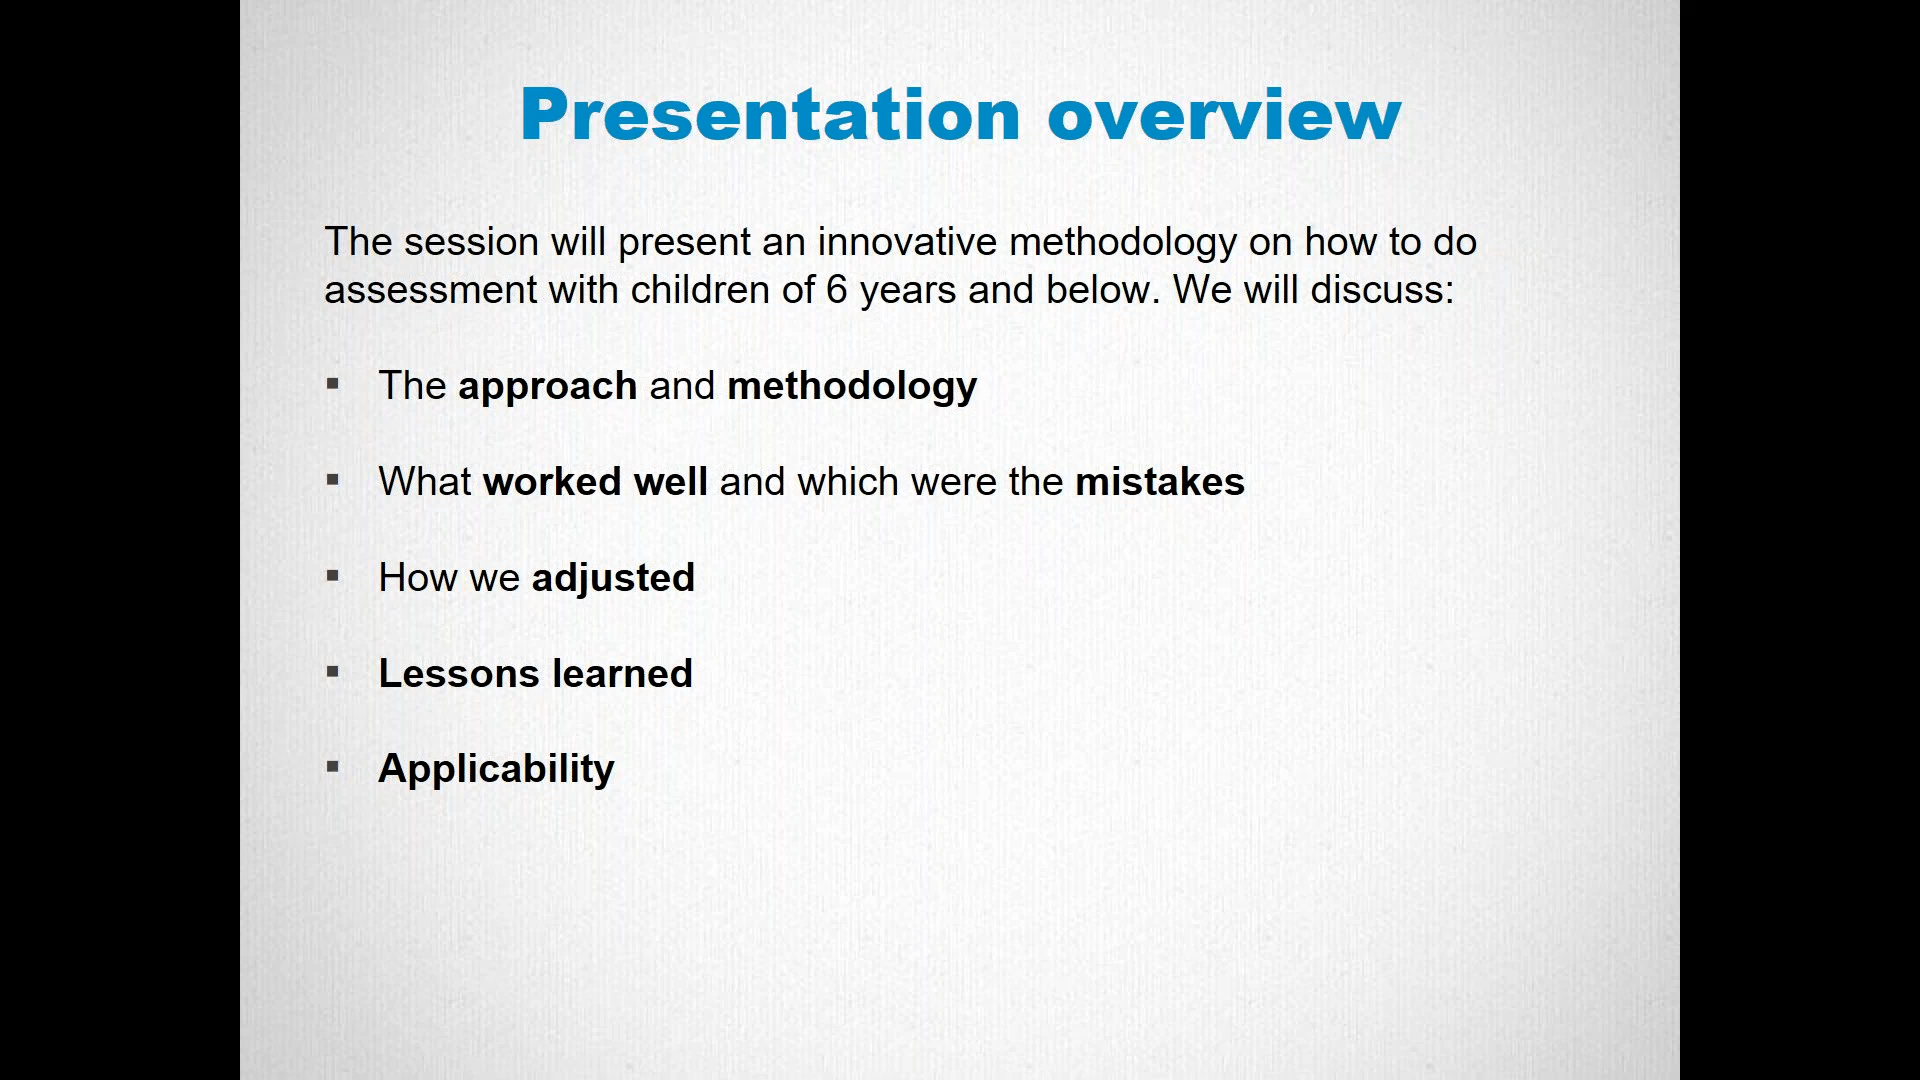 Presentation overview
The session will present an innovative methodology on how to do
assessment with children of 6 years and below. We will discuss:
▪ The approach and methodology
▪ What worked well and which were the mistakes
▪ How we adjusted
▪ Lessons learned
▪ Applicability